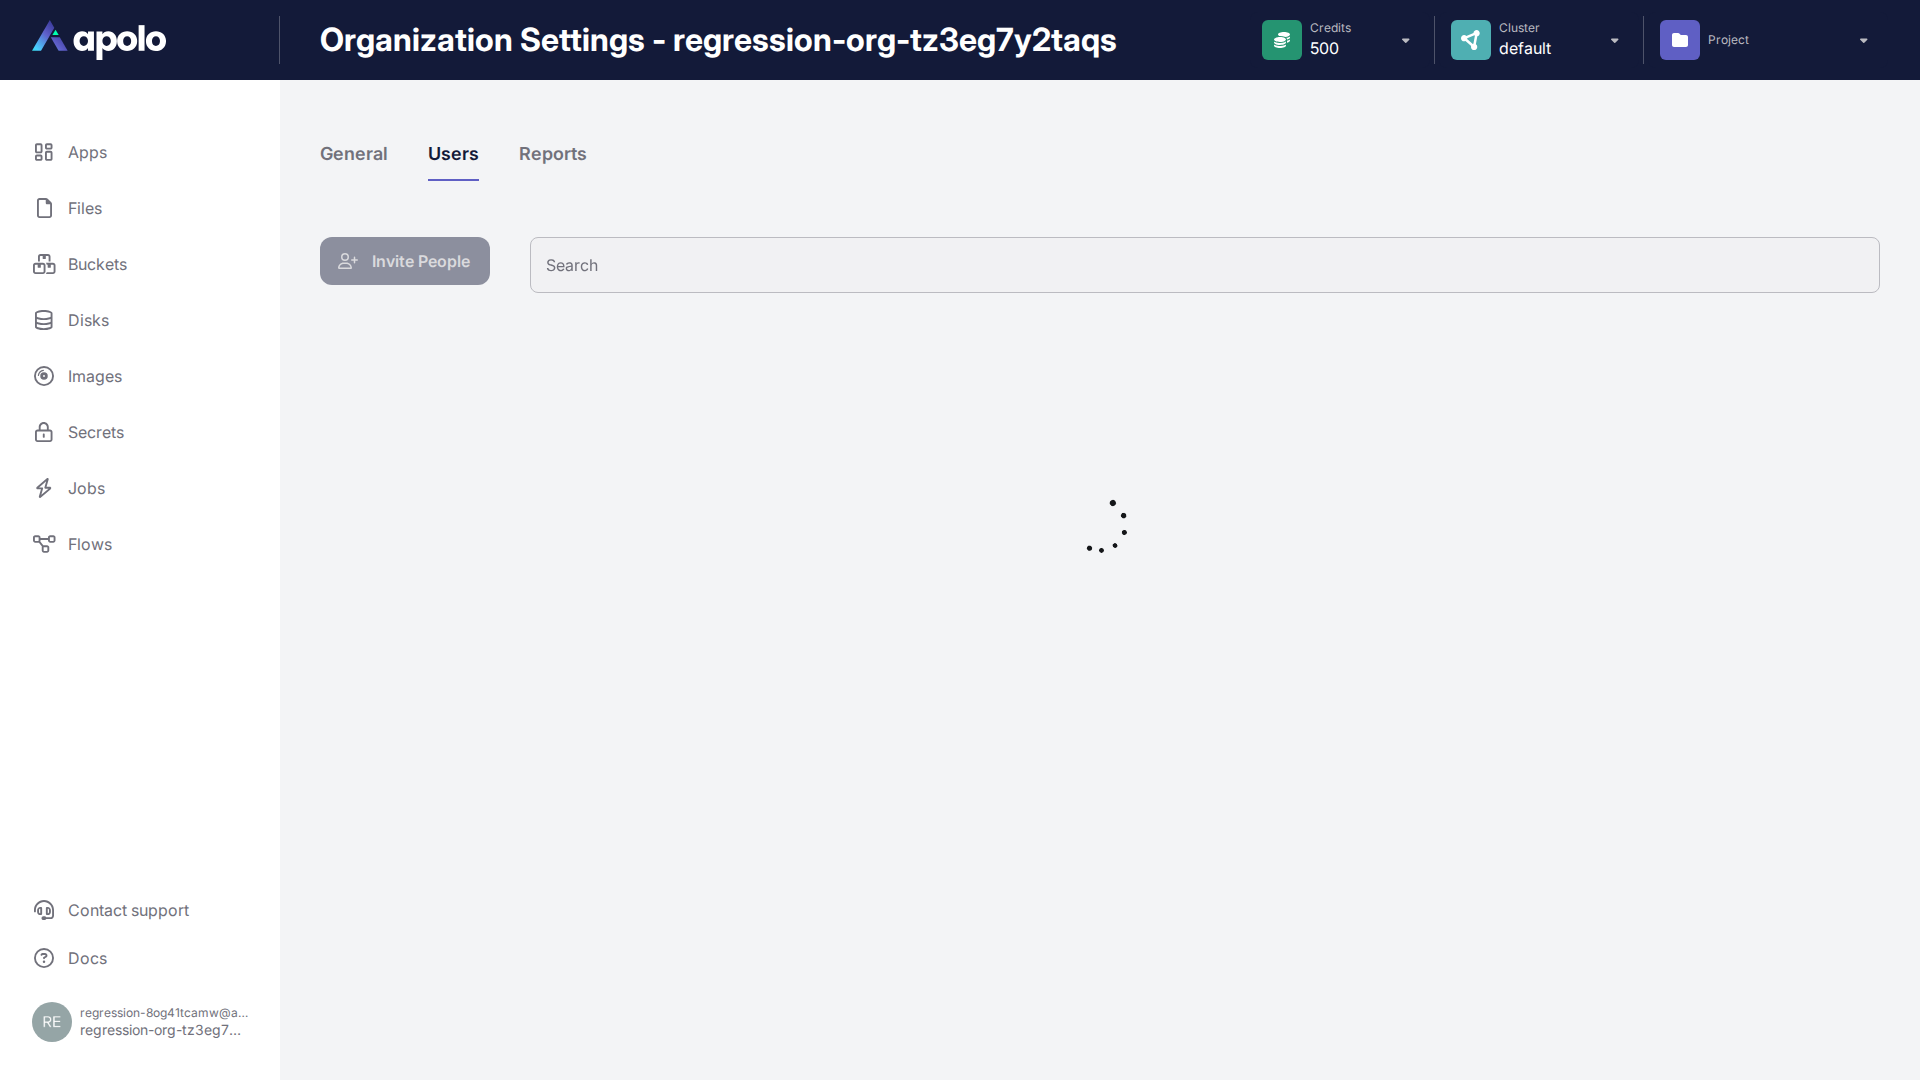 apolo
Organization Settings - regression-org-tz3eg7y2taqs
Credits
500
Cluster
default
Project
Apps
Files
Buckets
Disks
Images
Secrets
Jobs
Flows
Contact support
Docs
RE
regression-8og41tcamw@a...
regression-org-tz3eg7...
General
Users
Reports
Invite People
Search